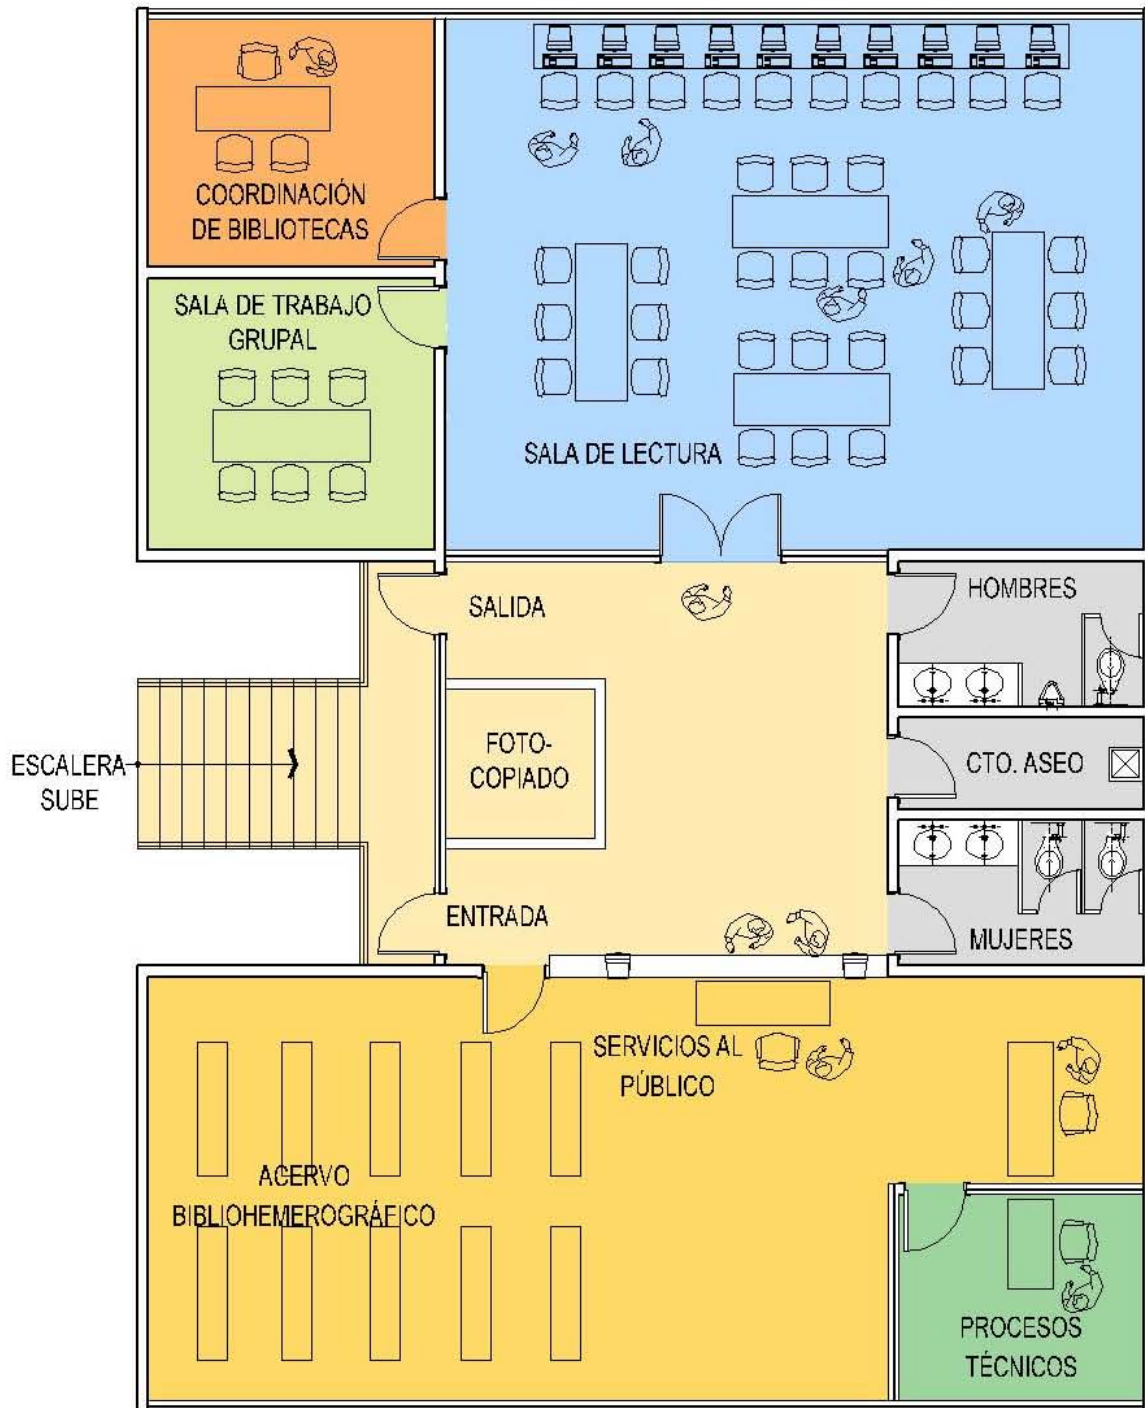 COORDINACIÓN
DE BIBLIOTECAS
SALA DE TRABAJO
GRUPAL
SALA DE LECTURA
SALIDA
HOMBRES
FOTO-
COPIADO
ESCALERA
SUBE
CTO. ASEO
ENTRADA
MUJERES
SERVICIOS AL
PÚBLICO
ACERVO
BIBLIOHEMEROGRÁFICO
PROCESOS
TÉCNICOS